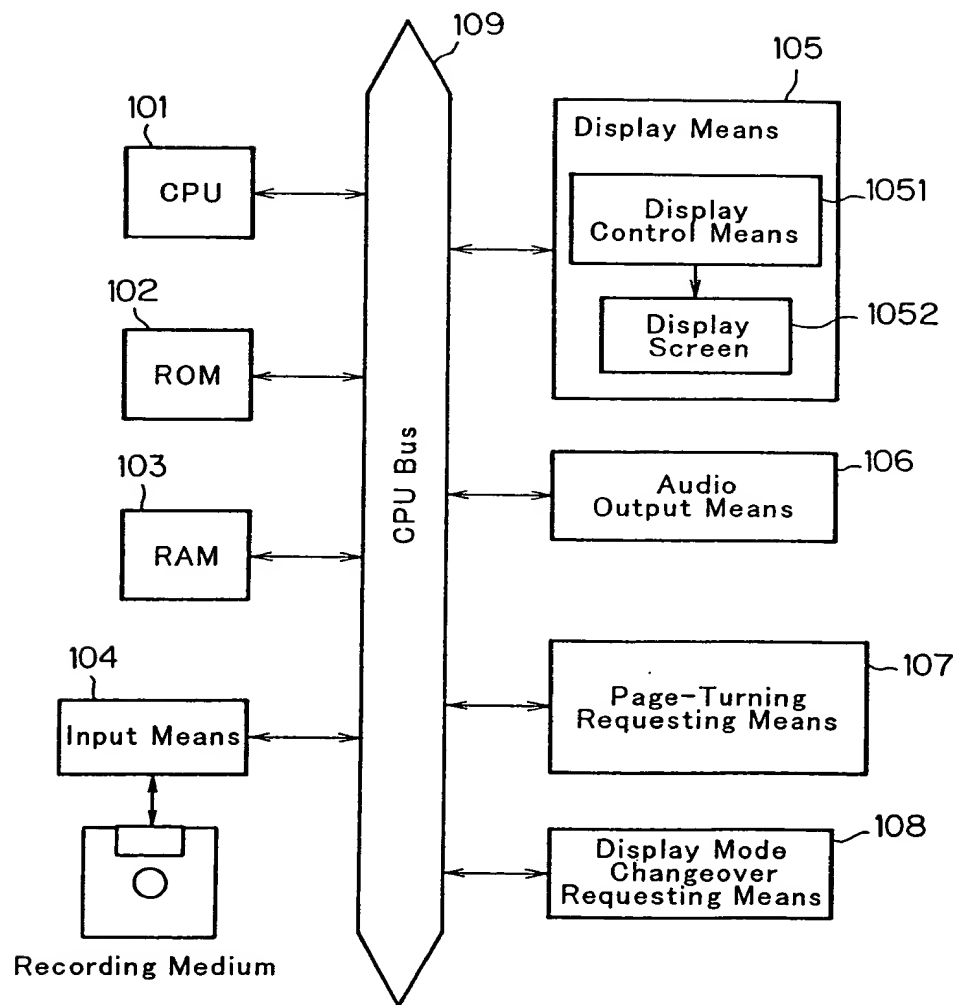 109
101
CPU
102
ROM
103
RAM
104
Input Means
Recording Medium
CPU Bus
105
Display Means
1051
Display
Control Means
1052
Display
Screen
106
Audio
Output Means
107
Page-Turning
Requesting Means
108
Display Mode
Changeover
Requesting Means